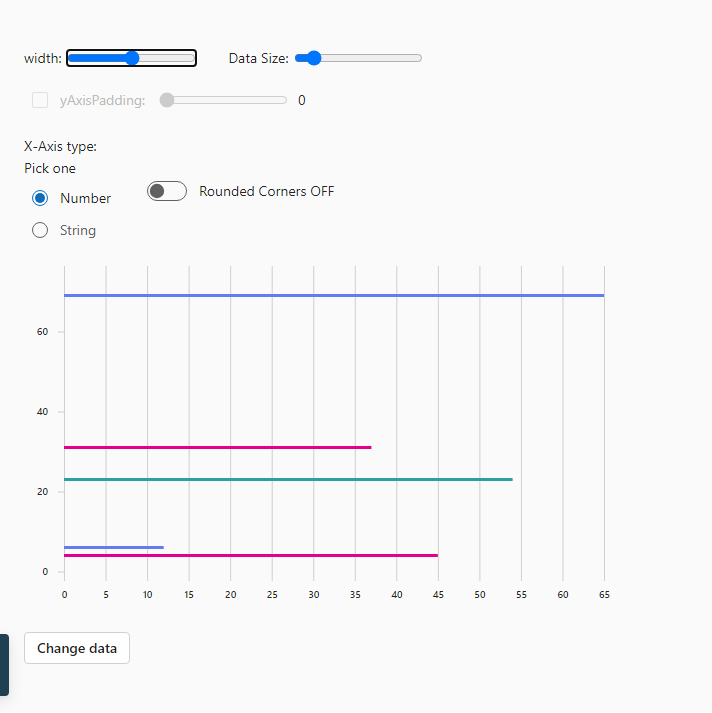 width: Data Size:
yAxisPadding: 0
X-Axis type:
Pick one
Number Rounded Corners OFF
String
60
40
20
0
0 5 10 15 20 25 30 35 40 45 50 55 60 65
Change data